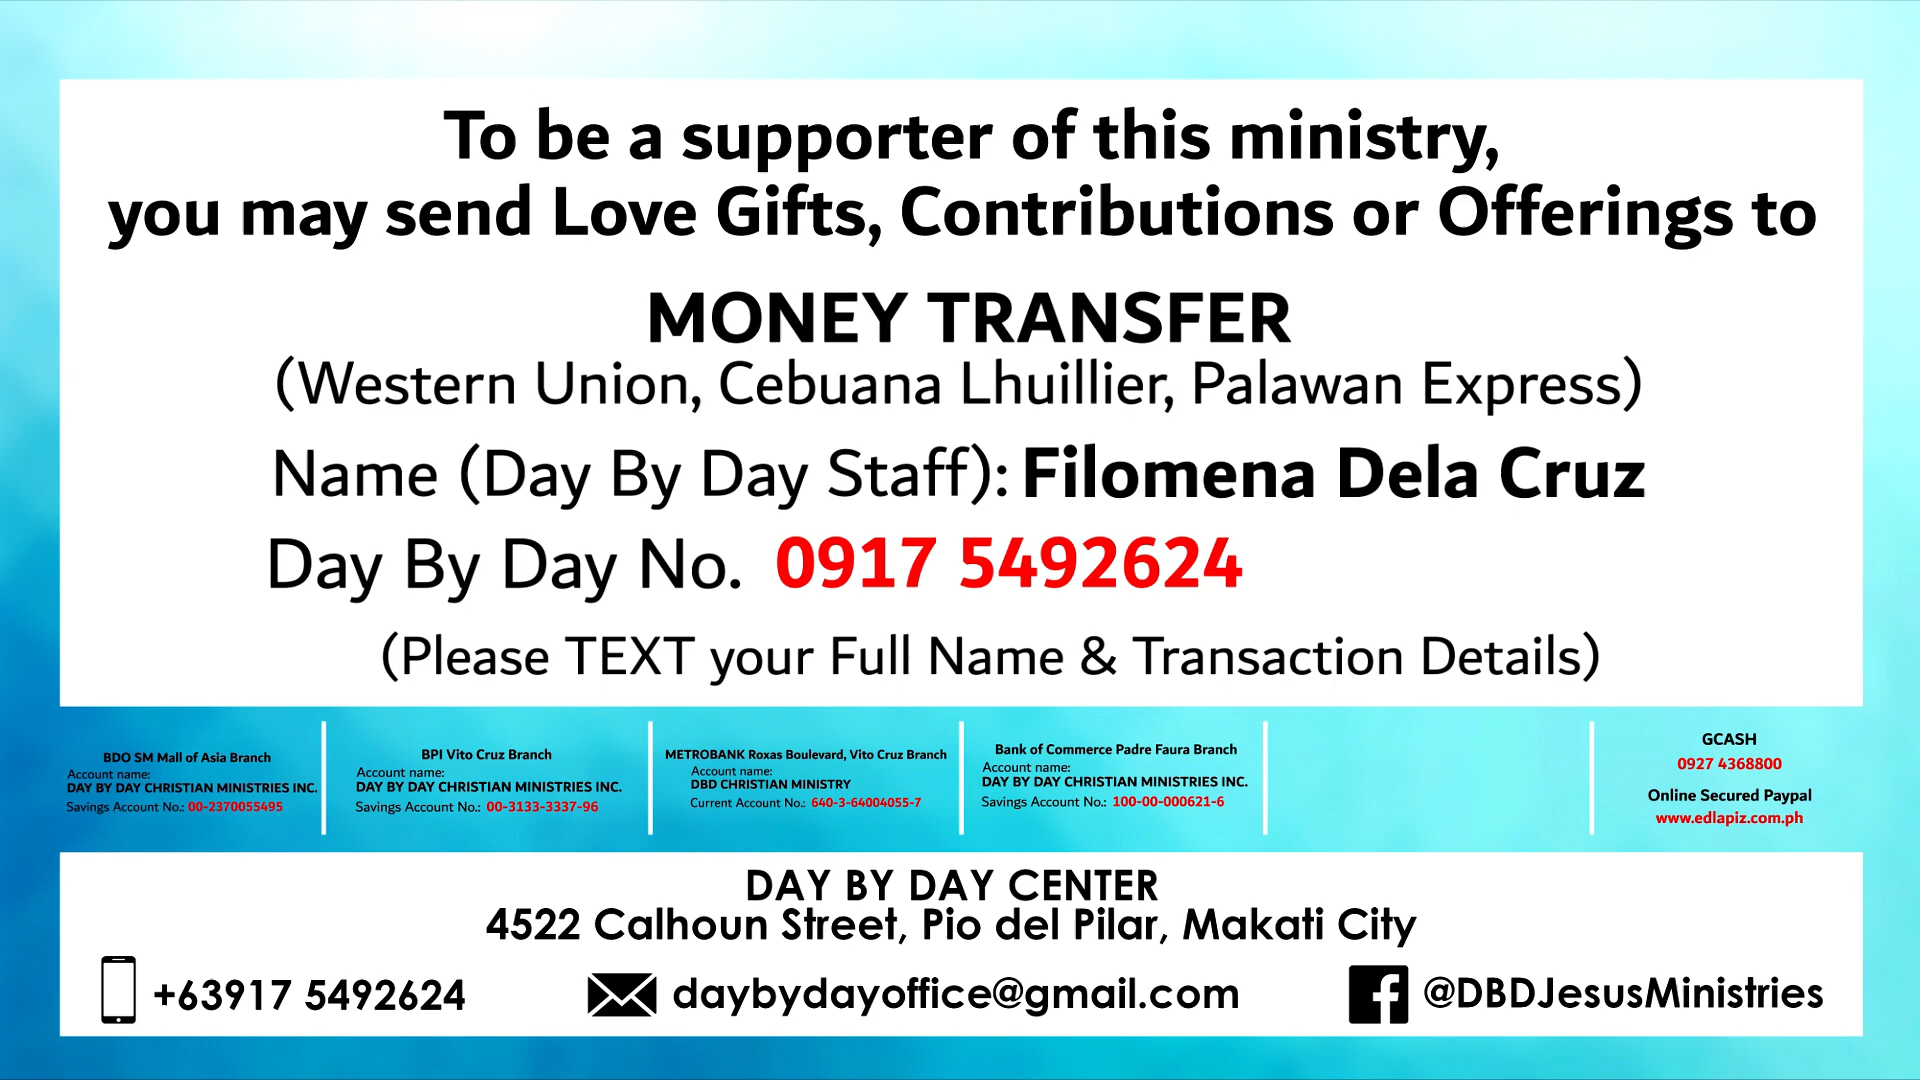 To be a supporter of this ministry,
you may send Love Gifts, Contributions or Offerings to
MONEY TRANSFER
(Western Union, Cebuana Lhuillier, Palawan Express)
Name (Day By Day Staff): Filomena Dela Cruz
Day By Day No. 0917 5492624
(Please TEXT your Full Name & Transaction Details)
BDO SM Mall of Asia Branch
Account name:
DAY BY DAY CHRISTIAN MINISTRIES INC.
Savings Account No.: 00-2370055495
BPI Vito Cruz Branch
Account name:
DAY BY DAY CHRISTIAN MINISTRIES INC.
Savings Account No.: 00-3133-3337-96
METROBANK Roxas Boulevard, Vito Cruz Branch
Account name:
DBD CHRISTIAN MINISTRY
Current Account No.: 640-3-64004055-7
Bank of Commerce Padre Faura Branch
Account name:
DAY BY DAY CHRISTIAN MINISTRIES INC.
Savings Account No.: 100-00-000621-6
GCASH
0927 4368800
Online Secured Paypal
www.edlapiz.com.ph
DAY BY DAY CENTER
4522 Calhoun Street, Pio del Pilar, Makati City
+63917 5492624
daybydayoffice@gmail.com
@DBDJesusMinistries